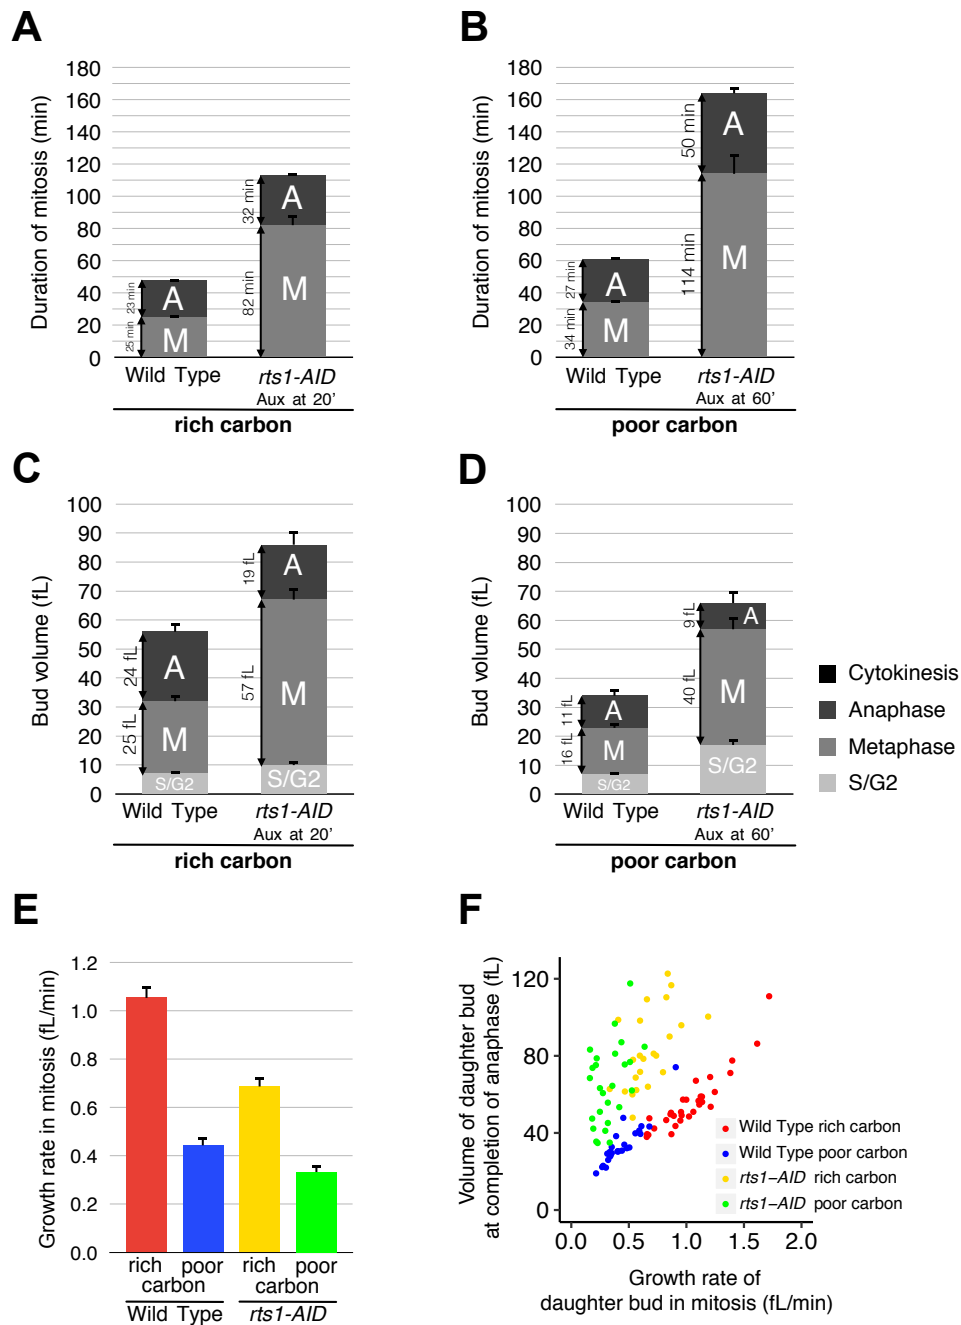 A
180
160
140
120
100
80
60
40
20
0
Duration of mitosis (min)
23 min
25 min
A
M
32 min
82 min
A
M
Wild Type
rts1-AID
Aux at 20'
rich carbon
B
180
160
140
120
100
80
60
40
20
0
Duration of mitosis (min)
27 min
34 min
A
M
50 min
114 min
A
M
Wild Type
rts1-AID
Aux at 60'
poor carbon
C
100
90
80
70
60
50
40
30
20
10
0
Bud volume (fL)
24 fL
25 fL
A
M
S/G2
19 fL
57 fL
A
M
Wild Type
rts1-AID
Aux at 20'
rich carbon
D
100
90
80
70
60
50
40
30
20
10
0
Bud volume (fL)
11 fL
16 fL
A
M
S/G2
9 fL
40 fL
A
M
S/G2
Wild Type
rts1-AID
Aux at 60'
poor carbon
Cytokinesis
Anaphase
Metaphase
S/G2
E
1.2
1.0
0.8
0.6
0.4
0.2
0.0
Growth rate in mitosis (fL/min)
rich poor rich poor
carbon carbon
Wild Type rts1-AID
F
120
80
40
0
Volume of daughter bud
at completion of anaphase (fL)
Wild Type rich carbon
Wild Type poor carbon
rts1-AID rich carbon
rts1-AID poor carbon
0.0 0.5 1.0 1.5 2.0
Growth rate of
daughter bud in mitosis (fL/min)